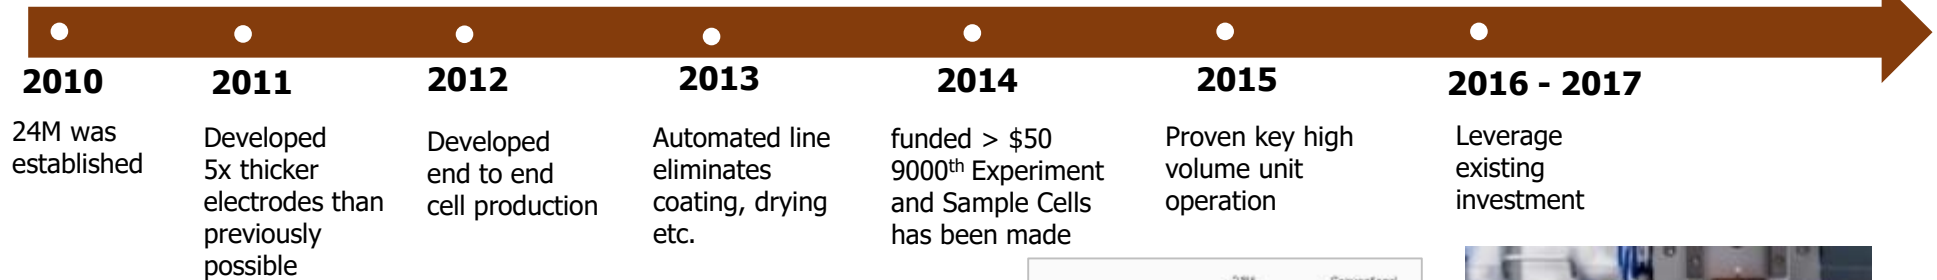 2010
24M was
established
2011
Developed
5x thicker
electrodes than
previously
possible
2012
Developed
end to end
cell production
2013
Automated line
eliminates
coating, drying
etc.
2014
funded > $50
9000th Experiment
and Sample Cells
has been made
2015
Proven key high
volume unit
operation
2016 - 2017
Leverage
existing
investment